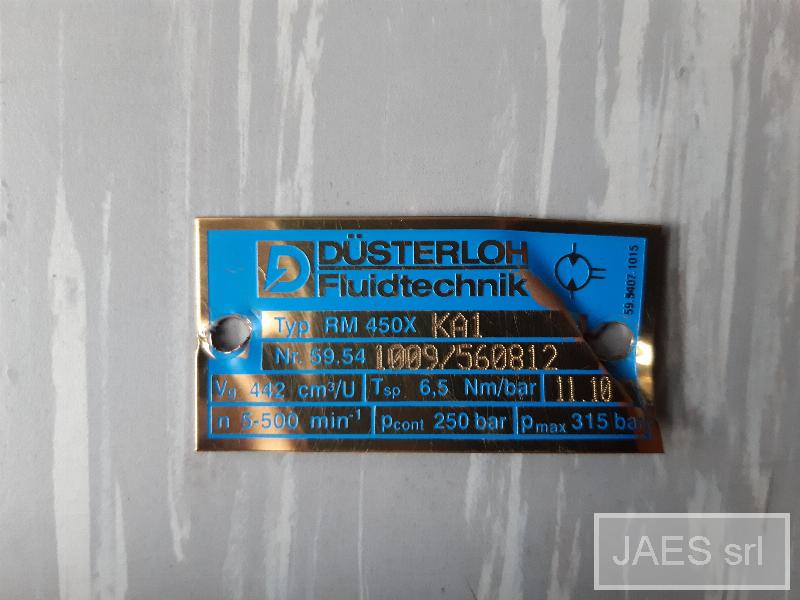 DÜSTERLOH
Fluidtechnik
59.5407.1015
Typ RM 450X KA1
Nr. 59.54 1009/560812
Vg 442 cm³/U Tsp. 6,5 Nm/bar 11.10
n 5-500 min⁻¹ pcont 250 bar pmax 315 bar
JAES srl